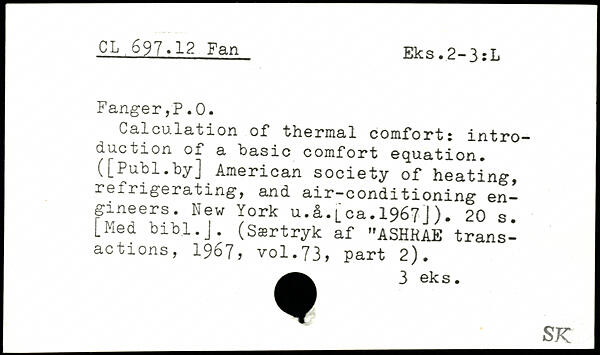 CL 697.12 Fan
Eks.2-3:L
Fanger,P.O.
Calculation of thermal comfort: intro-
duction of a basic comfort equation.
([Publ.by] American society of heating,
refrigerating, and air-conditioning en-
gineers. New York u.å.[ca.1967]). 20 s.
[Med bibl.]. (Særtryk af "ASHRAE trans-
actions, 1967, vol.73, part 2).
3 eks.
SK